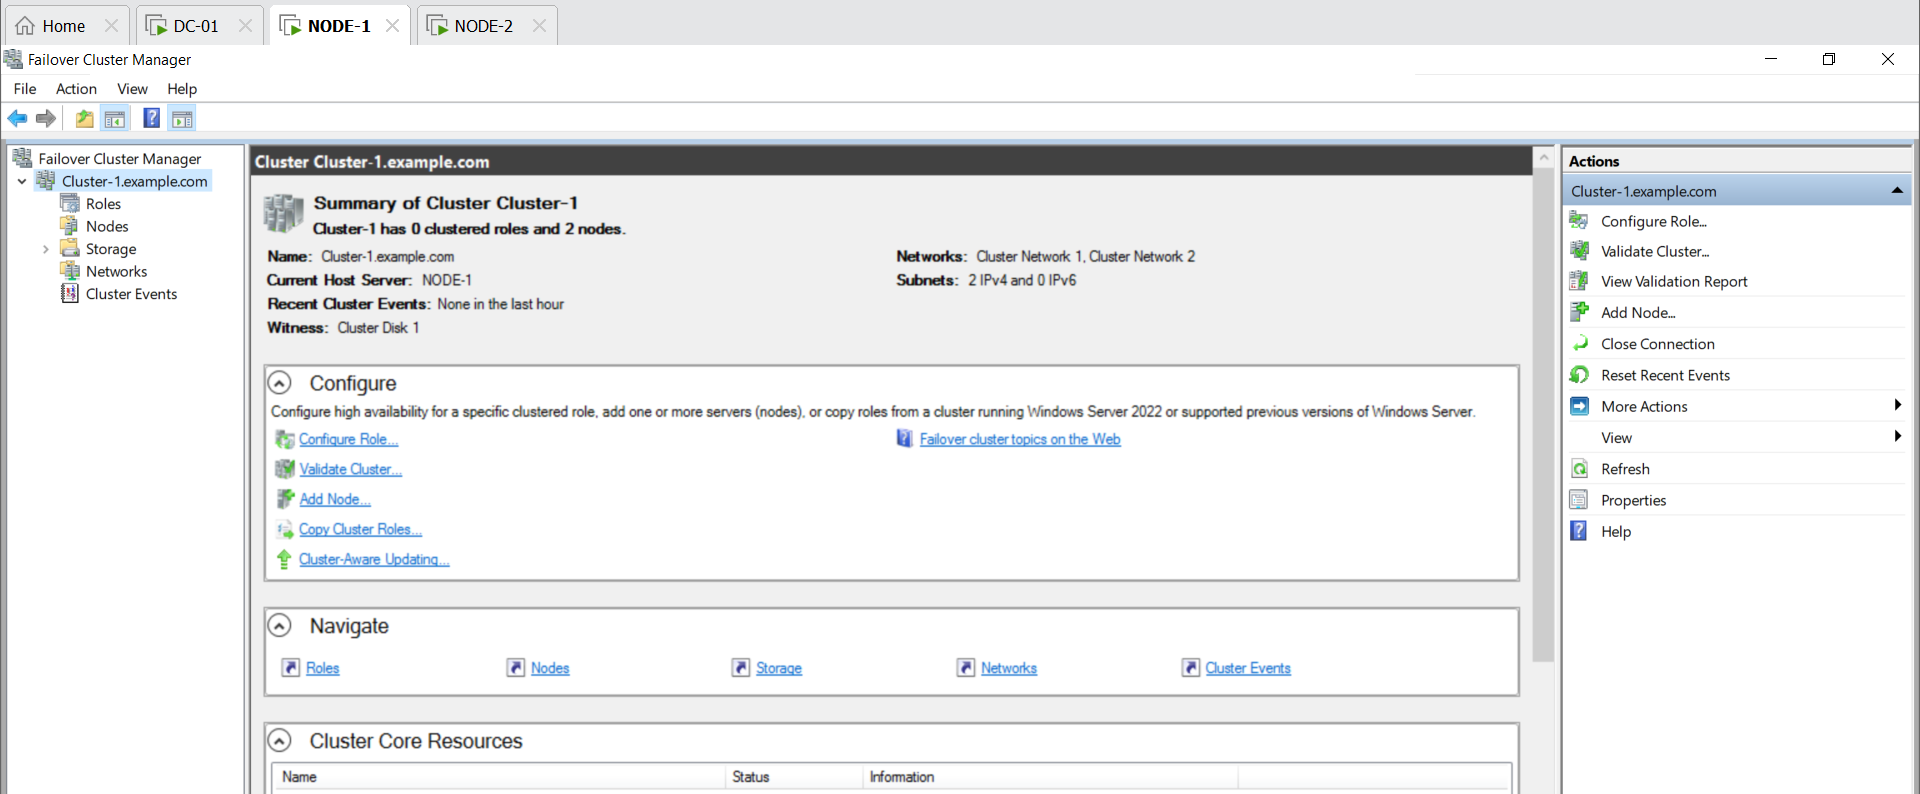 Home
DC-01
NODE-1
NODE-2
Failover Cluster Manager
File Action View Help
Failover Cluster Manager
Cluster-1.example.com
Roles
Nodes
Storage
Networks
Cluster Events
Cluster Cluster-1.example.com
Summary of Cluster Cluster-1
Cluster-1 has 0 clustered roles and 2 nodes.
Name: Cluster-1.example.com
Current Host Server: NODE-1
Recent Cluster Events: None in the last hour
Witness: Cluster Disk 1
Networks: Cluster Network 1, Cluster Network 2
Subnets: 2 IPv4 and 0 IPv6
Configure
Configure high availability for a specific clustered role, add one or more servers (nodes), or copy roles from a cluster running Windows Server 2022 or supported previous versions of Windows Server.
Configure Role...
Validate Cluster...
Add Node...
Copy Cluster Roles...
Cluster-Aware Updating...
Failover cluster topics on the Web
Navigate
Roles
Nodes
Storage
Networks
Cluster Events
Cluster Core Resources
Name Status Information
Actions
Cluster-1.example.com
Configure Role...
Validate Cluster...
View Validation Report
Add Node...
Close Connection
Reset Recent Events
More Actions
View
Refresh
Properties
Help